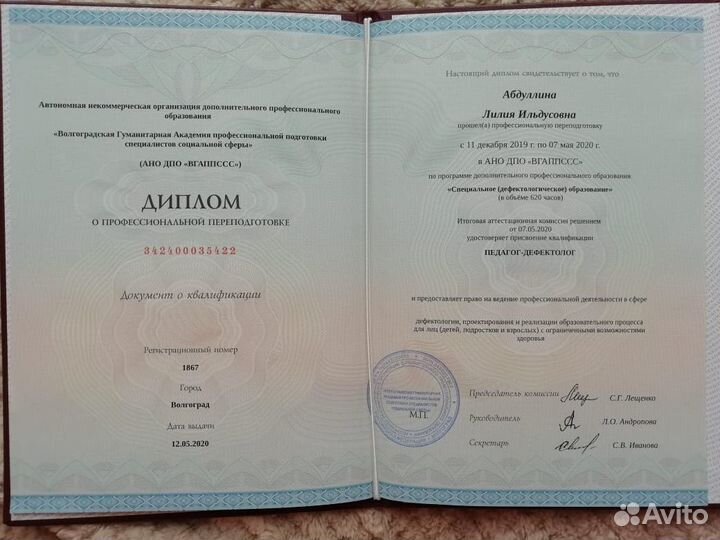 Автономная некоммерческая организация дополнительного профессионального
образования
«Волгоградская Гуманитарная Академия профессиональной подготовки
специалистов социальной сферы»
(АНО ДПО «ВГАППССС»)
ДИПЛОМ
О ПРОФЕССИОНАЛЬНОЙ ПЕРЕПОДГОТОВКЕ
342400035422
Документ о квалификации
Регистрационный номер
1867
Город
Волгоград
Дата выдачи
12.05.2020
Настоящий диплом свидетельствует о том, что
Абдуллина
Лилия Ильдусовна
прошел(а) профессиональную переподготовку
с 11 декабря 2019 г. по 07 мая 2020 г.
в АНО ДПО «ВГАППССС»
по программе дополнительного профессионального образования
«Специальное (дефектологическое) образование»
(в объёме 620 часов)
Итоговая аттестационная комиссия решением
от 07.05.2020
удостоверяет присвоение квалификации
ПЕДАГОГ-ДЕФЕКТОЛОГ
и предоставляет право на ведение профессиональной деятельности в сфере
дефектологии, проектирования и реализации образовательного процесса
для лиц (детей, подростков и взрослых) с ограниченными возможностями
здоровья
Председатель комиссии С.Г. Лещенко
М.П.
Руководитель Л.О. Андропова
Секретарь С.В. Иванова
Avito